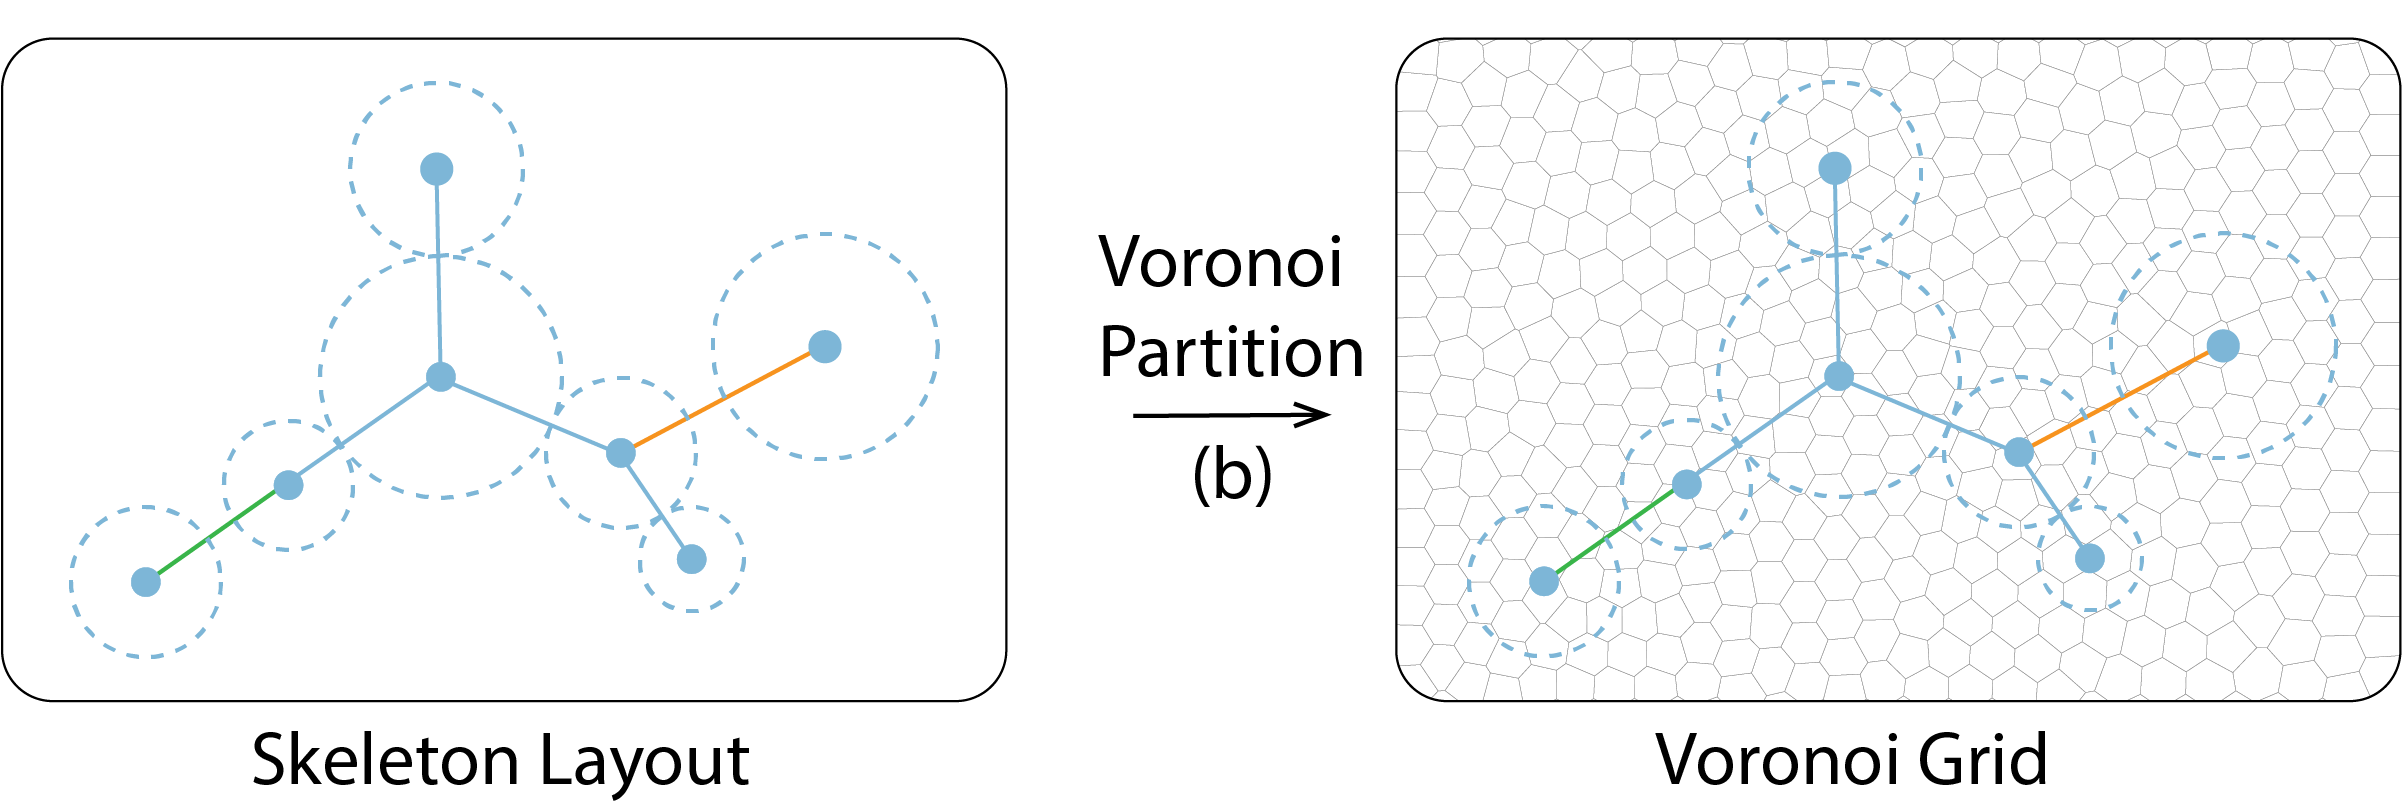 Voronoi
Partition
(b)
Skeleton Layout
Voronoi Grid